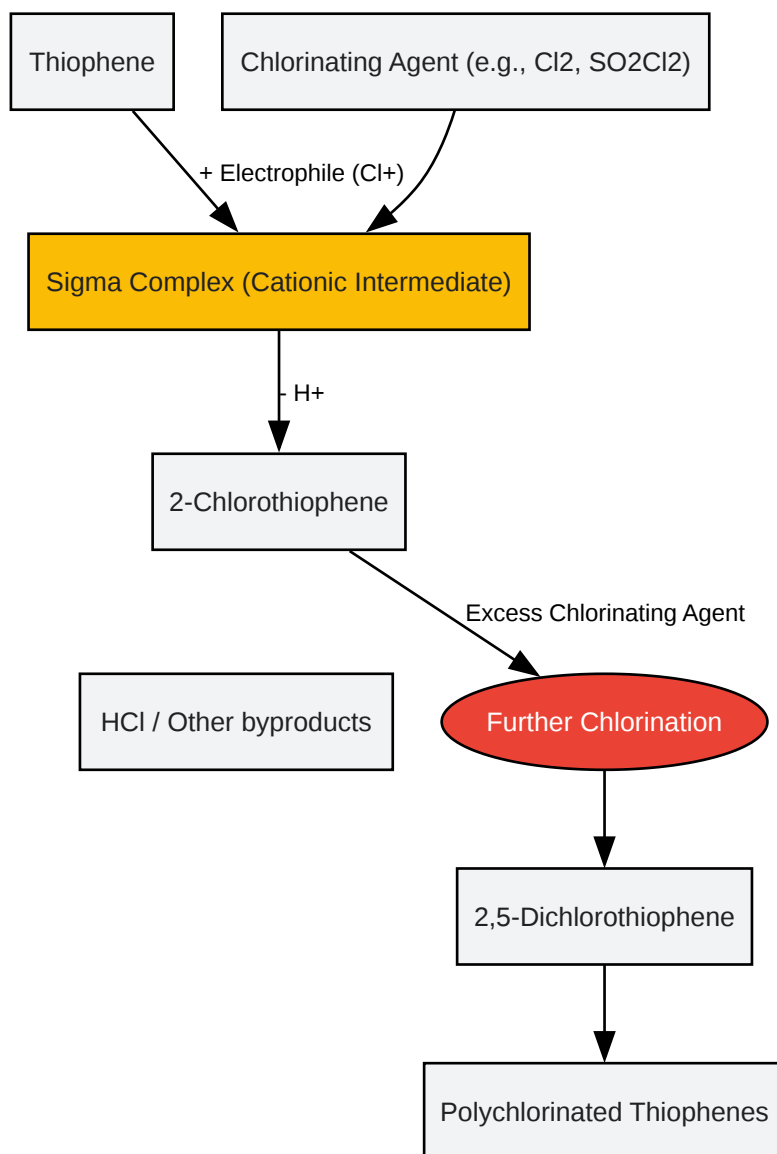 Thiophene
Chlorinating Agent (e.g., Cl2, SO2Cl2)
+ Electrophile (Cl+)
Sigma Complex (Cationic Intermediate)
- H+
2-Chlorothiophene
Excess Chlorinating Agent
HCl / Other byproducts
Further Chlorination
2,5-Dichlorothiophene
Polychlorinated Thiophenes